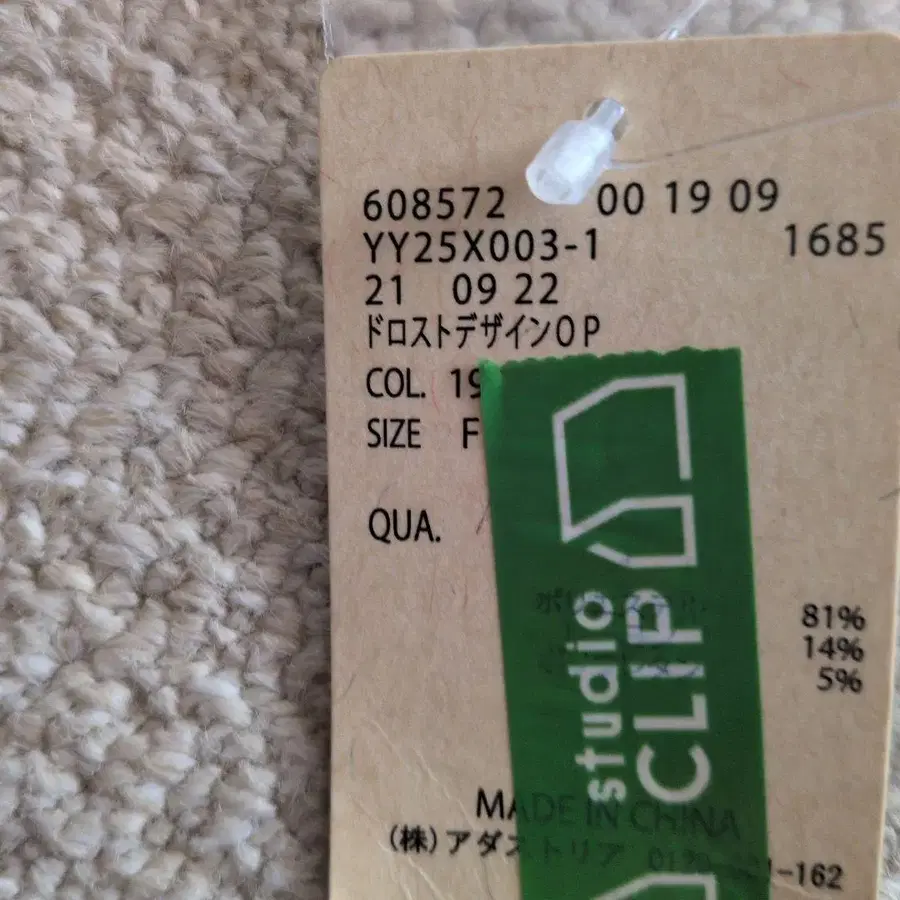 608572 00 19 09
YY25X003-1 1685
21 09 22
ドロストデザインOP
COL. 19
SIZE F
QUA.
81%
14%
5%
studio
CLIP
MADE IN CHINA
(株)アダストリア -162